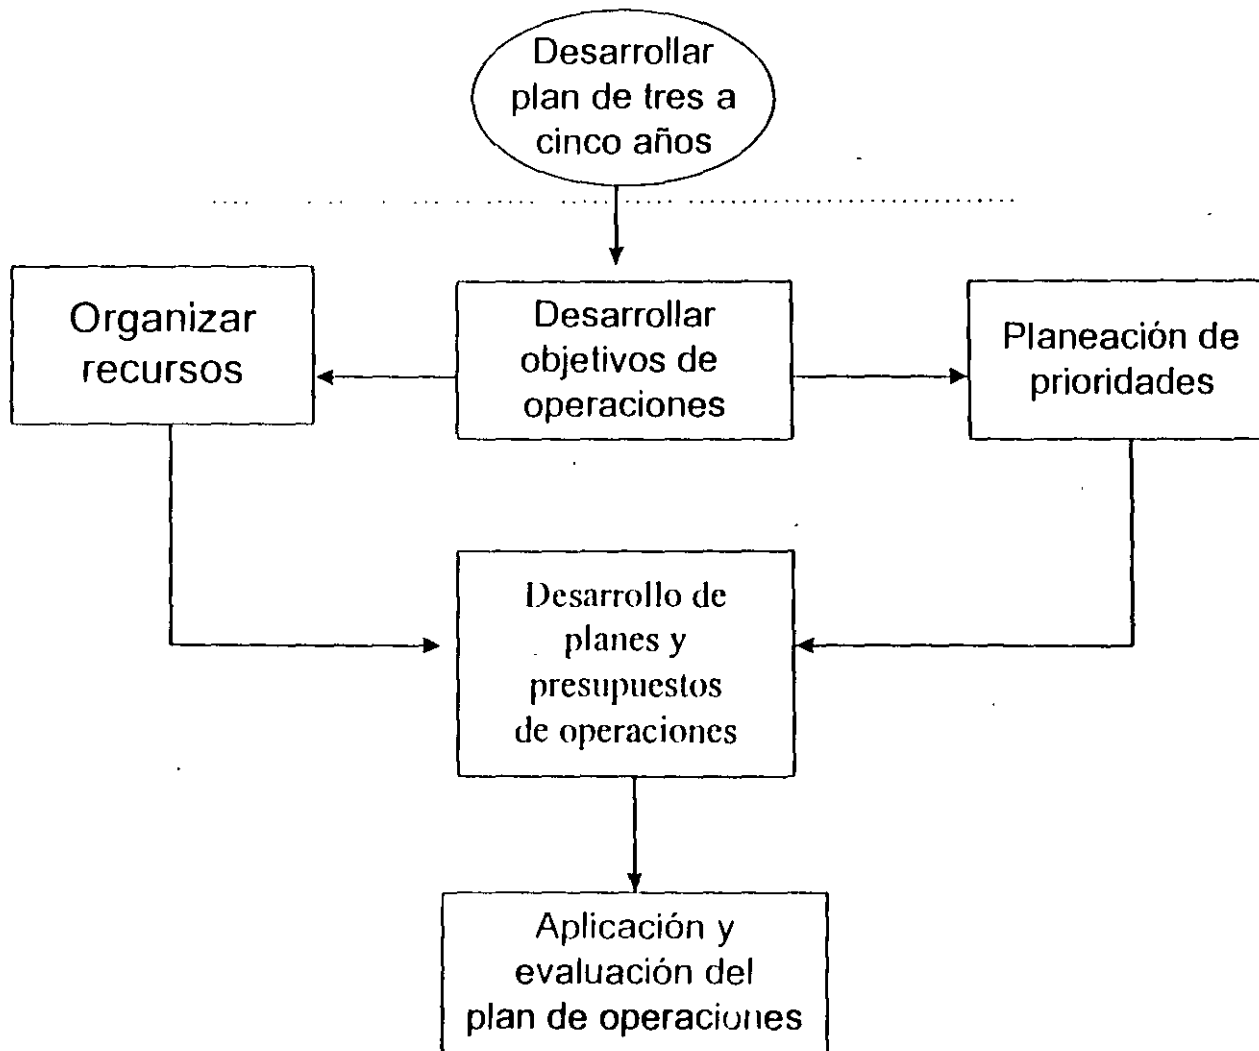 Desarrollar
plan de tres a
cinco años
Organizar
recursos
Desarrollar
objetivos de
operaciones
Planeación de
prioridades
Desarrollo de
planes y
presupuestos
de operaciones
Aplicación y
evaluación del
plan de operaciones